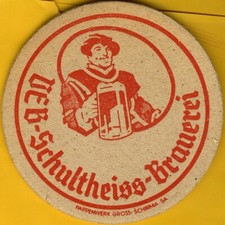 VEB-Schultheiss-Brauerei
PAPPENWERK GROSS-SCHIRMA SA.